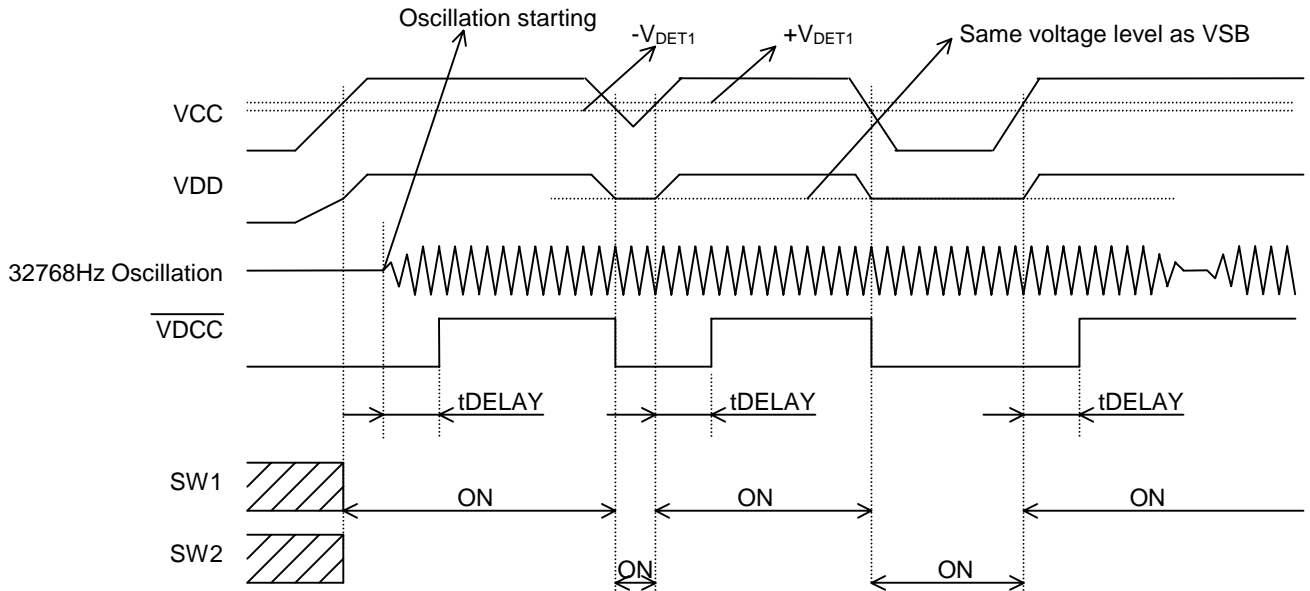 Oscillation starting
-VDET1
+VDET1
Same voltage level as VSB
VCC
VDD
32768Hz Oscillation
VDCC
tDELAY
tDELAY
tDELAY
SW1
ON
ON
ON
SW2
ON
ON